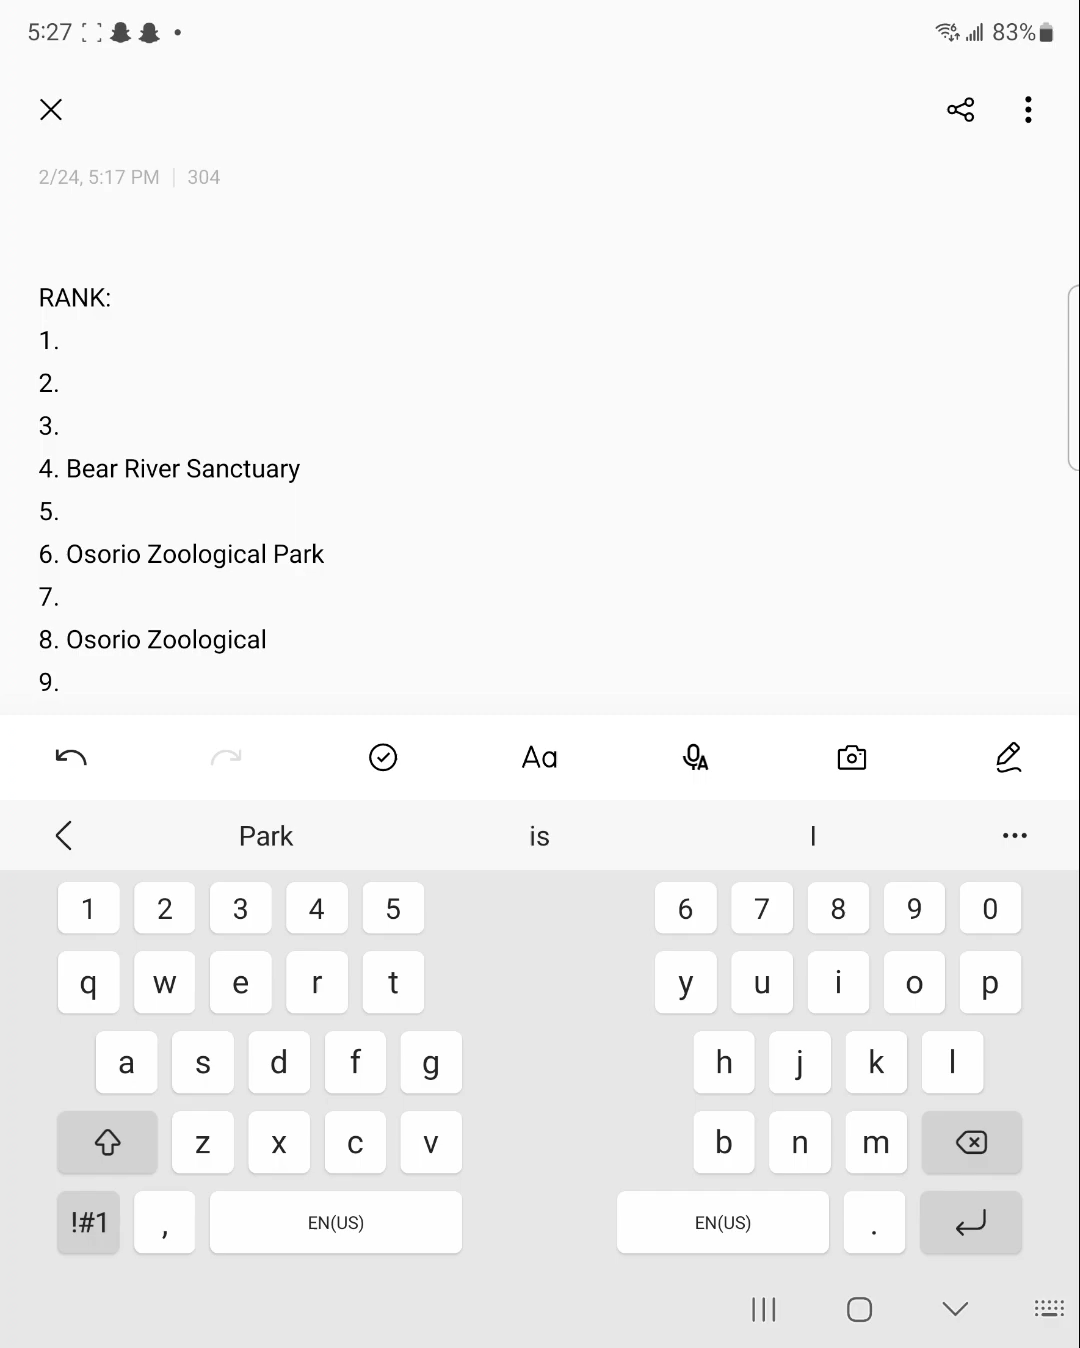 5:27 83%
2/24, 5:17 PM | 304
RANK:
1.
2.
3.
4. Bear River Sanctuary
5.
6. Osorio Zoological Park
7.
8. Osorio Zoological
9.
Aa
Park is I
1 2 3 4 5 6 7 8 9 0
q w e r t y u i o p
a s d f g h j k l
z x c v b n m
!#1 , EN(US) EN(US) .